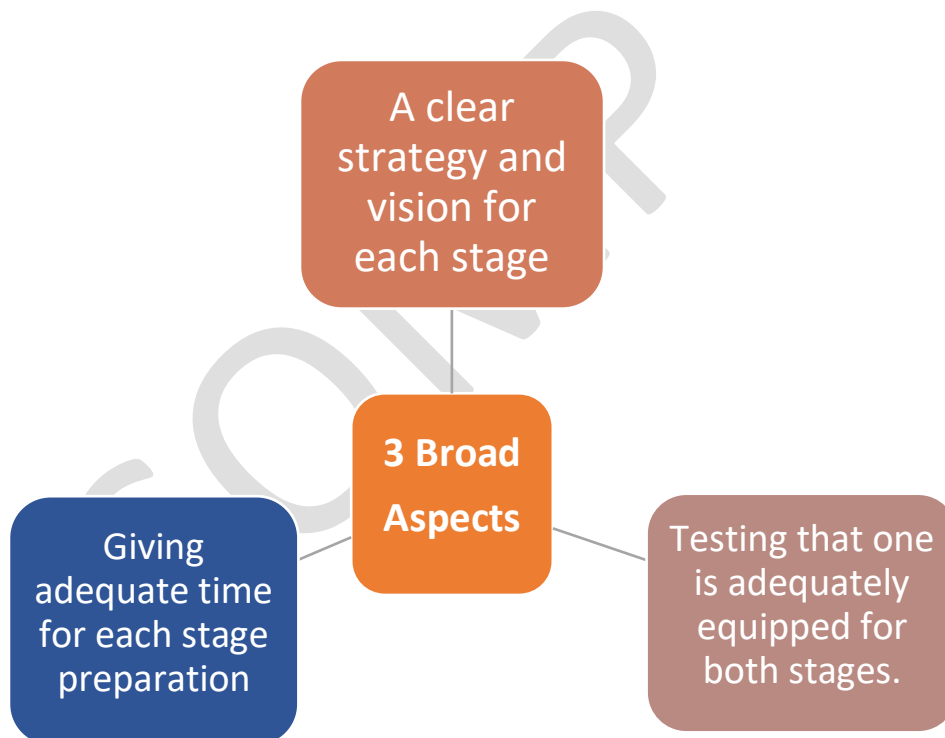 A clear
strategy and
vision for
each stage
3 Broad
Aspects
Giving
adequate time
for each stage
preparation
Testing that one
is adequately
equipped for
both stages.